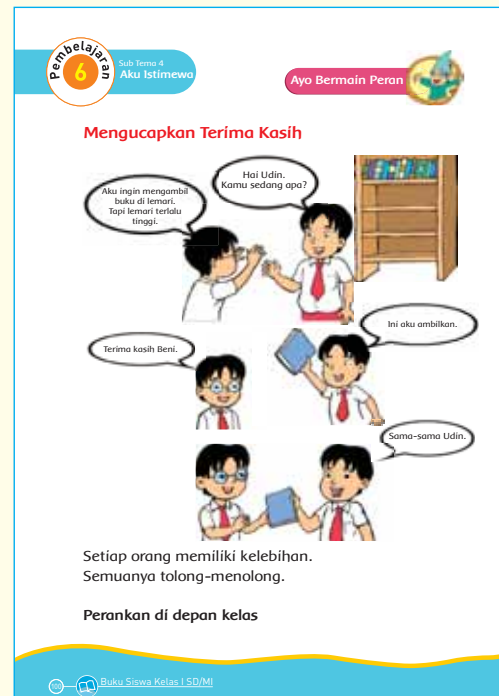 Pembelajaran
6
Sub Tema 4
Aku Istimewa
Ayo Bermain Peran
Mengucapkan Terima Kasih
Hai Udin.
Kamu sedang apa?
Aku ingin mengambil
buku di lemari.
Tapi lemari terlalu
tinggi.
Ini aku ambilkan.
Terima kasih Beni.
Sama-sama Udin.
Setiap orang memiliki kelebihan.
Semuanya tolong-menolong.
Perankan di depan kelas
100
Buku Siswa Kelas I SD/MI